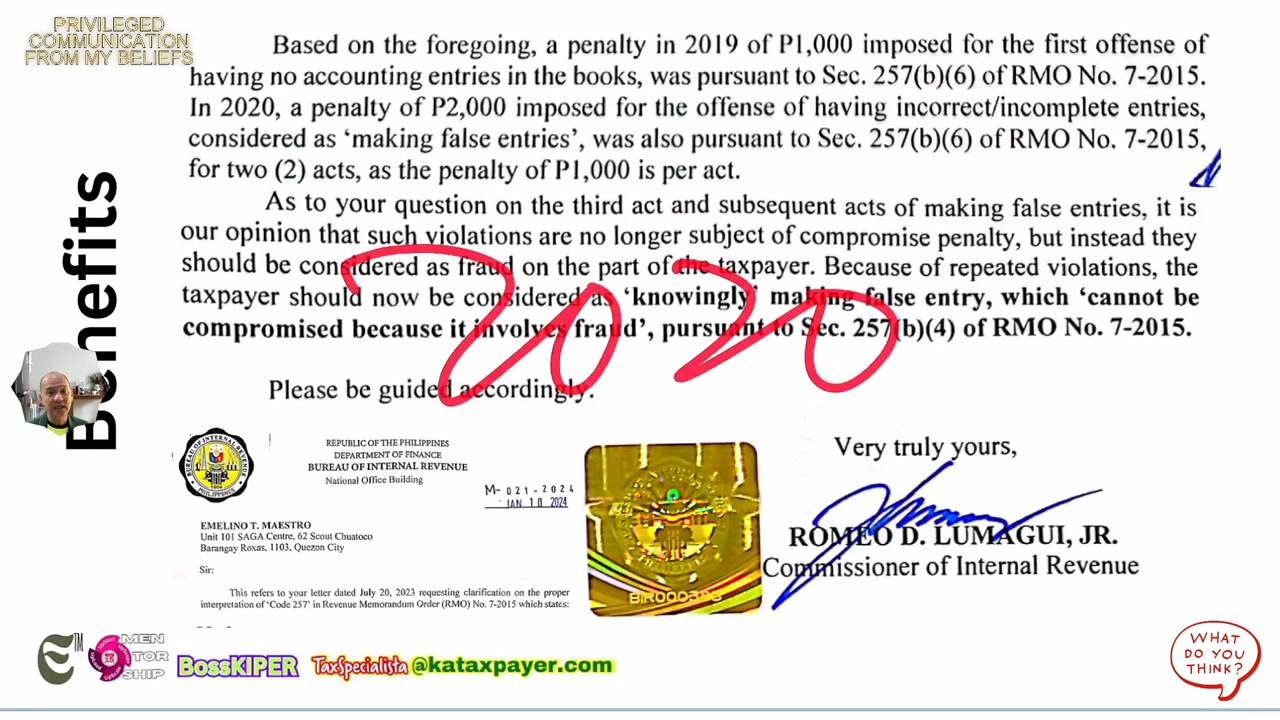 PRIVILEGED
COMMUNICATION
FROM MY BELIEFS
Based on the foregoing, a penalty in 2019 of P1,000 imposed for the first offense of
having no accounting entries in the books, was pursuant to Sec. 257(b)(6) of RMO No. 7-2015.
In 2020, a penalty of P2,000 imposed for the offense of having incorrect/incomplete entries,
considered as ‘making false entries’, was also pursuant to Sec. 257(b)(6) of RMO No. 7-2015,
for two (2) acts, as the penalty of P1,000 is per act.
As to your question on the third act and subsequent acts of making false entries, it is
our opinion that such violations are no longer subject of compromise penalty, but instead they
should be considered as fraud on the part of the taxpayer. Because of repeated violations, the
taxpayer should now be considered as ‘knowingly’ making false entry, which ‘cannot be
compromised because it involves fraud’, pursuant to Sec. 257(b)(4) of RMO No. 7-2015.
2020
Please be guided accordingly.
Benefits
BUREAU OF INTERNAL REVENUE
PHILIPPINES
REPUBLIC OF THE PHILIPPINES
DEPARTMENT OF FINANCE
BUREAU OF INTERNAL REVENUE
National Office Building
M-021-2024
JAN 10 2024
EMELINO T. MAESTRO
Unit 101 SAGA Centre, 62 Scout Chuatoco
Barangay Roxas, 1103, Quezon City
Sir:
This refers to your letter dated July 20, 2023 requesting clarification on the proper
interpretation of ‘Code 257’ in Revenue Memorandum Order (RMO) No. 7-2015 which states:
Very truly yours,
ROMEO D. LUMAGUI, JR.
Commissioner of Internal Revenue
TM
MEN
TOR
SHIP
BossKIPER
TaxSpecialista @kataxpayer.com
WHAT
DO YOU
THINK?